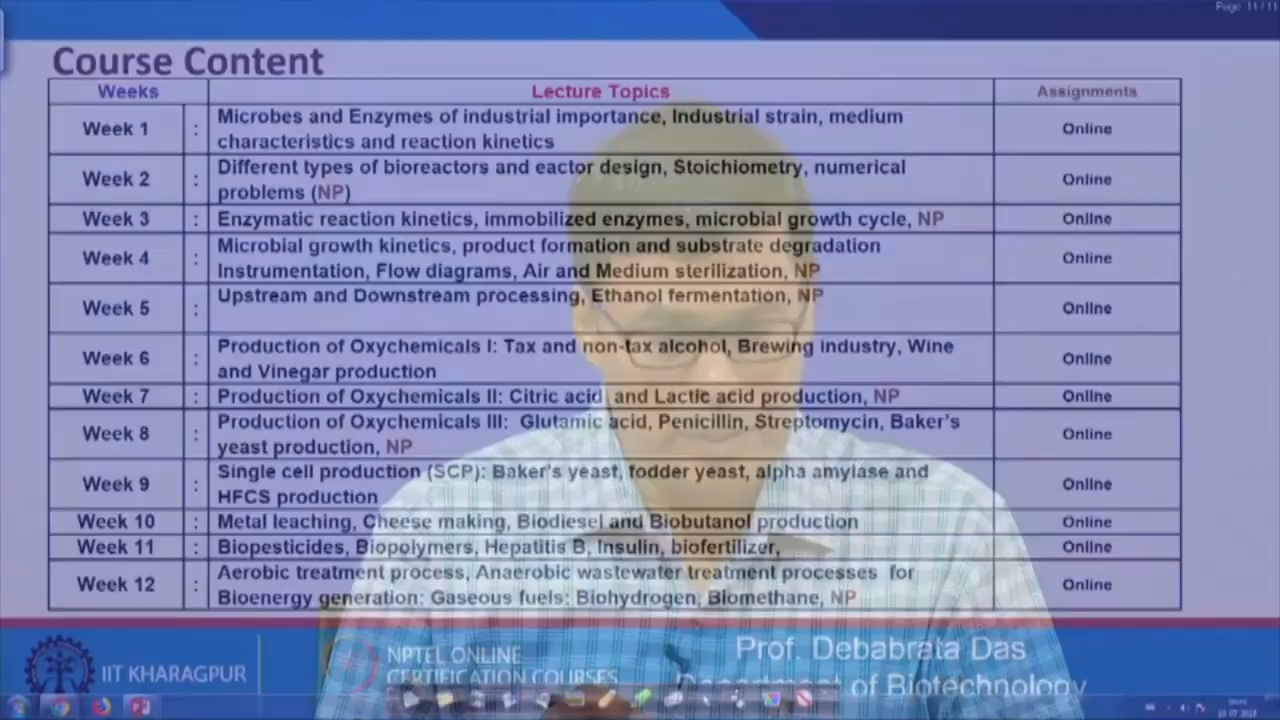 Page: 11/11
Course Content
Weeks Lecture Topics Assignments
Week 1 : Microbes and Enzymes of industrial importance, Industrial strain, medium
characteristics and reaction kinetics Online
Week 2 : Different types of bioreactors and eactor design, Stoichiometry, numerical
problems (NP) Online
Week 3 : Enzymatic reaction kinetics, immobilized enzymes, microbial growth cycle, NP Online
Week 4 : Microbial growth kinetics, product formation and substrate degradation
Instrumentation, Flow diagrams, Air and Medium sterilization, NP Online
Week 5 : Upstream and Downstream processing, Ethanol fermentation, NP Online
Week 6 : Production of Oxychemicals I: Tax and non-tax alcohol, Brewing industry, Wine
and Vinegar production Online
Week 7 : Production of Oxychemicals II: Citric acid, and Lactic acid production, NP Online
Week 8 : Production of Oxychemicals III: Glutamic acid, Penicillin, Streptomycin, Baker's
yeast production, NP Online
Week 9 : Single cell production (SCP): Baker's yeast, fodder yeast, alpha amylase and
HFCS production Online
Week 10 : Metal leaching, Cheese making, Biodiesel and Biobutanol production Online
Week 11 : Biopesticides, Biopolymers, Hepatitis B, Insulin, biofertilizer, Online
Week 12 : Aerobic treatment process, Anaerobic wastewater treatment processes for
Bioenergy generation: Gaseous fuels: Biohydrogen, Biomethane, NP Online
IIT KHARAGPUR
NPTEL ONLINE
CERTIFICATION COURSES
Prof. Debabrata Das
Department of Biotechnology